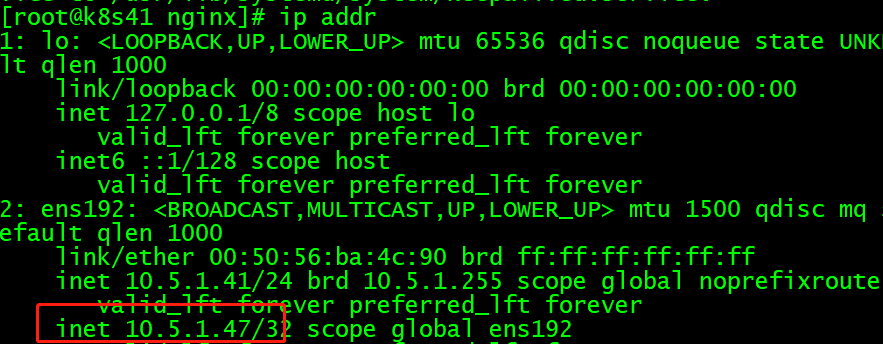 [root@k8s41 nginx]# ip addr
1: lo: <LOOPBACK,UP,LOWER_UP> mtu 65536 qdisc noqueue state
lt qlen 1000
link/loopback 00:00:00:00:00:00 brd 00:00:00:00:00:00
inet 127.0.0.1/8 scope host lo
valid_lft forever preferred_lft forever
inet6 ::1/128 scope host
valid_lft forever preferred_lft forever
2: ens192: <BROADCAST,MULTICAST,UP,LOWER_UP> mtu 1500 qdisc mq
efault qlen 1000
link/ether 00:50:56:ba:4c:90 brd ff:ff:ff:ff:ff:ff
inet 10.5.1.41/24 brd 10.5.1.255 scope global noprefixroute
valid_lft forever preferred_lft forever
inet 10.5.1.47/32 scope global ens192